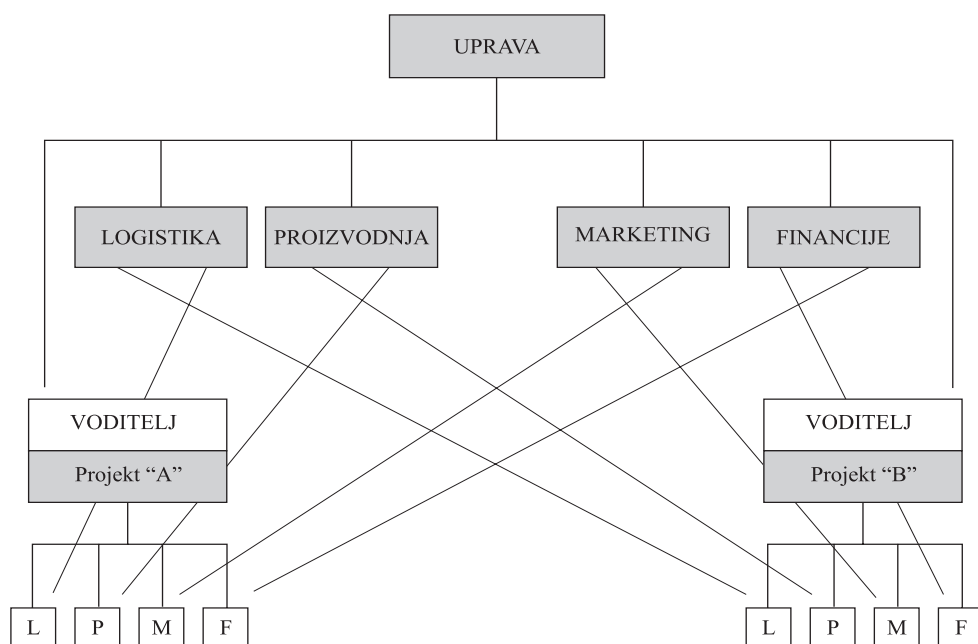 UPRAVA
LOGISTIKA
PROIZVODNJA
MARKETING
FINANCIJE
VODITELJ
Projekt “A”
VODITELJ
Projekt “B”
L
P
M
F
L
P
M
F